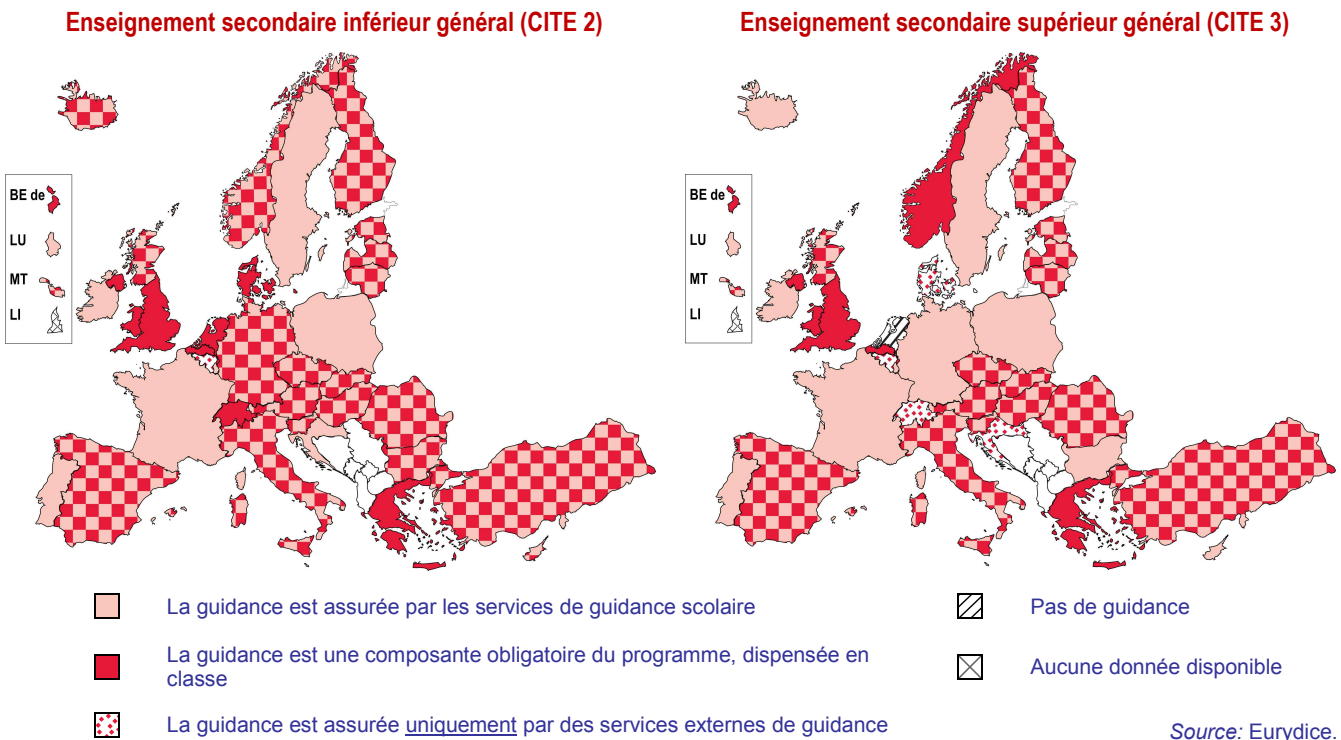 Enseignement secondaire inférieur général (CITE 2)
Enseignement secondaire supérieur général (CITE 3)
BE de
LU
MT
LI
BE de
LU
MT
LI
La guidance est assurée par les services de guidance scolaire
Pas de guidance
La guidance est une composante obligatoire du programme, dispensée en
classe
Aucune donnée disponible
La guidance est assurée uniquement par des services externes de guidance
Source: Eurydice.